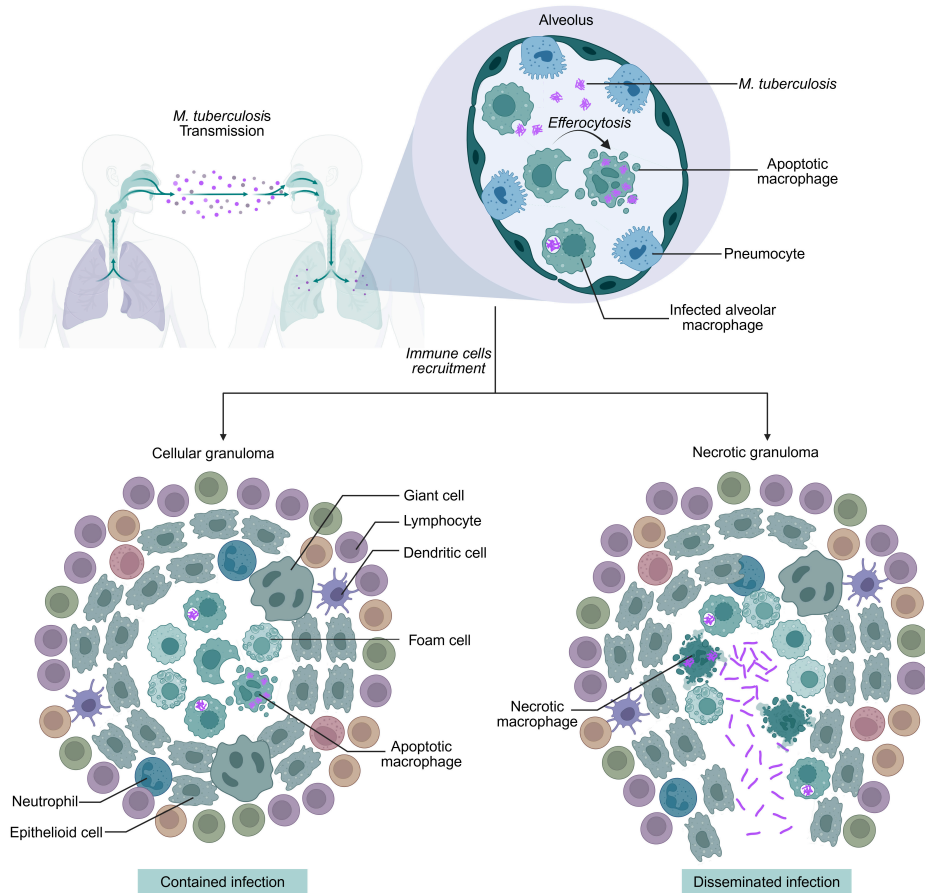 Alveolus
M. tuberculosis
Transmission
M. tuberculosis
Efferocytosis
Apoptotic
macrophage
Pneumocyte
Infected alveolar
macrophage
Immune cells
recruitment
Cellular granuloma
Necrotic granuloma
Giant cell
Lymphocyte
Dendritic cell
Foam cell
Necrotic
macrophage
Apoptotic
macrophage
Neutrophil
Epithelioid cell
Contained infection
Disseminated infection